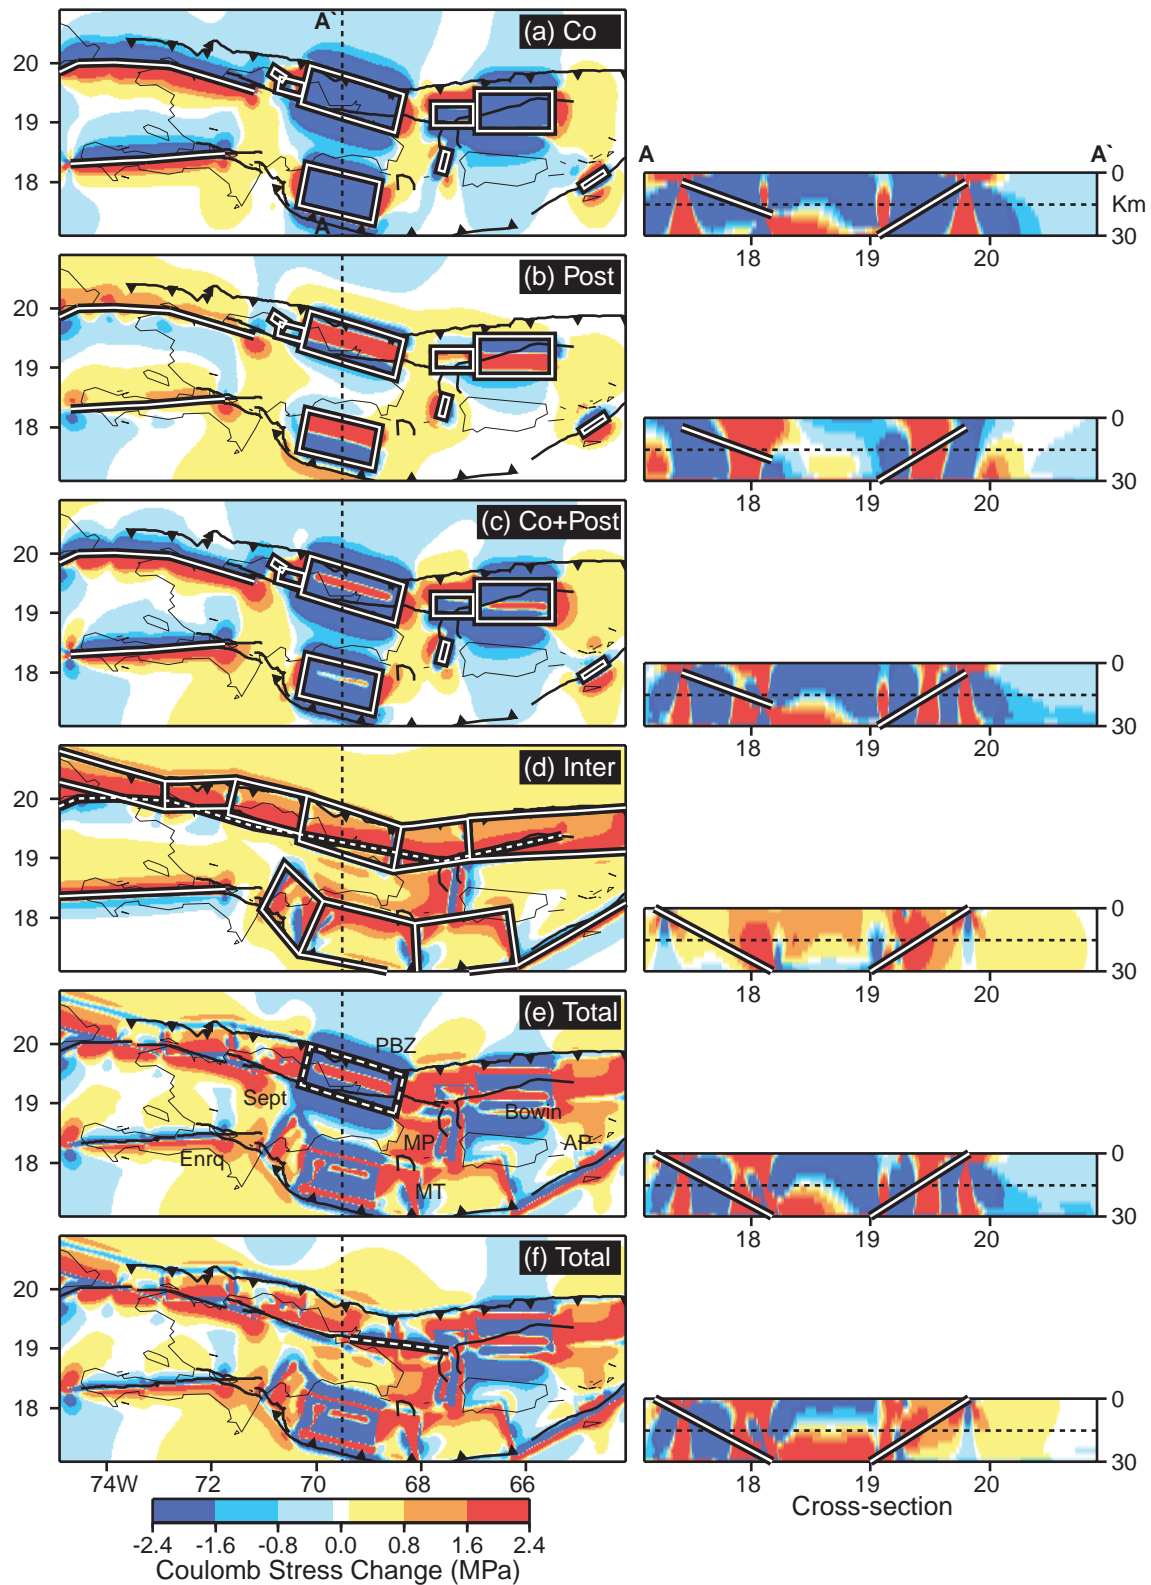 A`
(a) Co
20
19
18
A
A
A`
0
Km
30
18
19
20
(b) Post
20
19
18
0
30
18
19
20
(c) Co+Post
20
19
18
0
30
18
19
20
(d) Inter
20
19
18
0
30
18
19
20
(e) Total
PBZ
20
Sept
19
Bowin
MP
AP
Enrq
18
MT
0
30
18
19
20
(f) Total
20
19
18
0
30
18
19
20
Cross-section
74W
72
70
68
66
-2.4 -1.6 -0.8 0.0 0.8 1.6 2.4
Coulomb Stress Change (MPa)